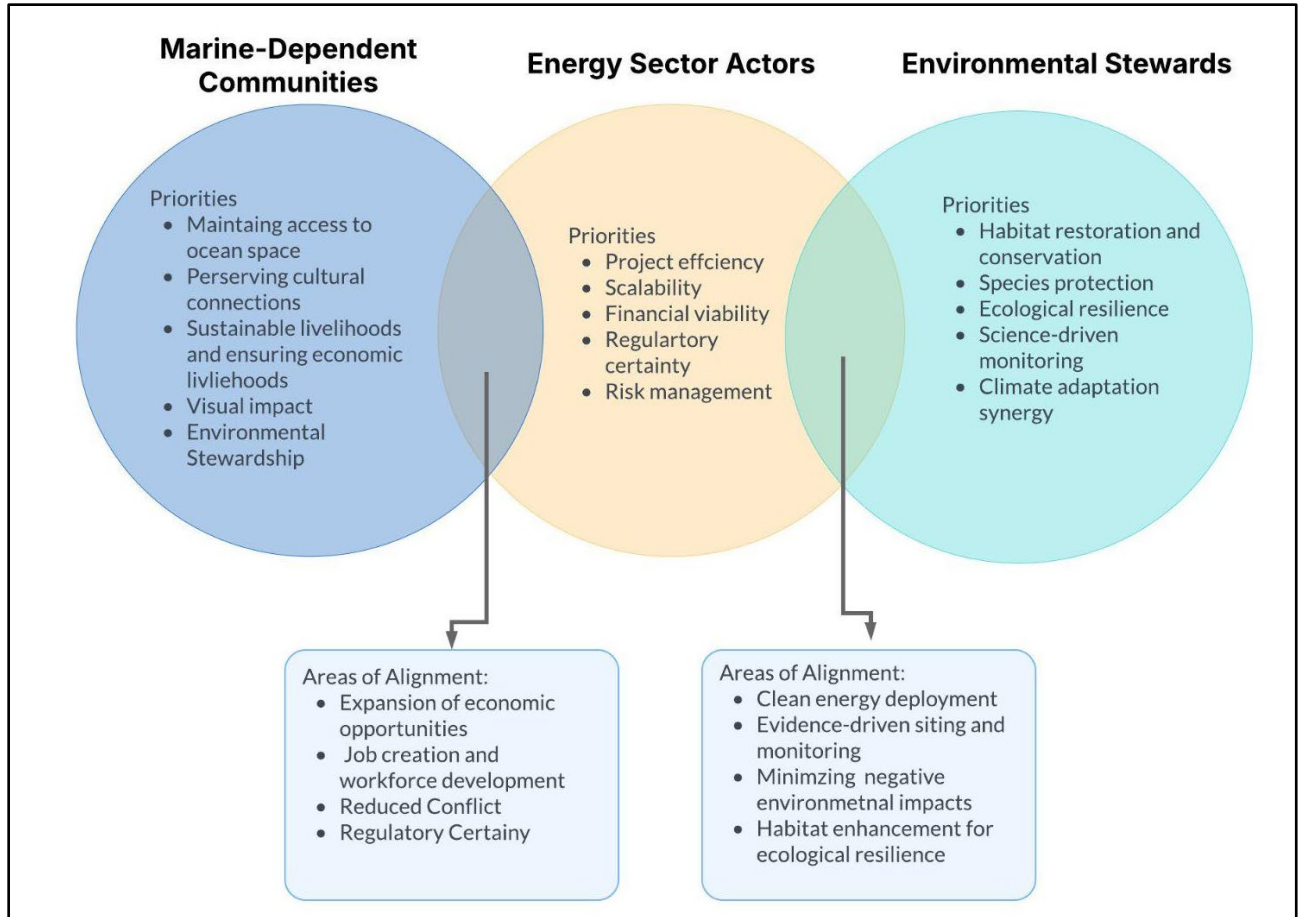 Marine-Dependent
Communities
Energy Sector Actors
Environmental Stewards
Priorities
• Maintaing access to
ocean space
• Perserving cultural
connections
• Sustainable livelihoods
and ensuring economic
livliehoods
• Visual impact
• Environmental
Stewardship
Priorities
• Project effciency
• Scalability
• Financial viability
• Regulartory
certainty
• Risk management
Priorities
• Habitat restoration and
conservation
• Species protection
• Ecological resilience
• Science-driven
monitoring
• Climate adaptation
synergy
Areas of Alignment:
• Expansion of economic
opportunities
• Job creation and
workforce development
• Reduced Conflict
• Regulatory Certainy
Areas of Alignment:
• Clean energy deployment
• Evidence-driven siting and
monitoring
• Minimzing negative
environmetnal impacts
• Habitat enhancement for
ecological resilience